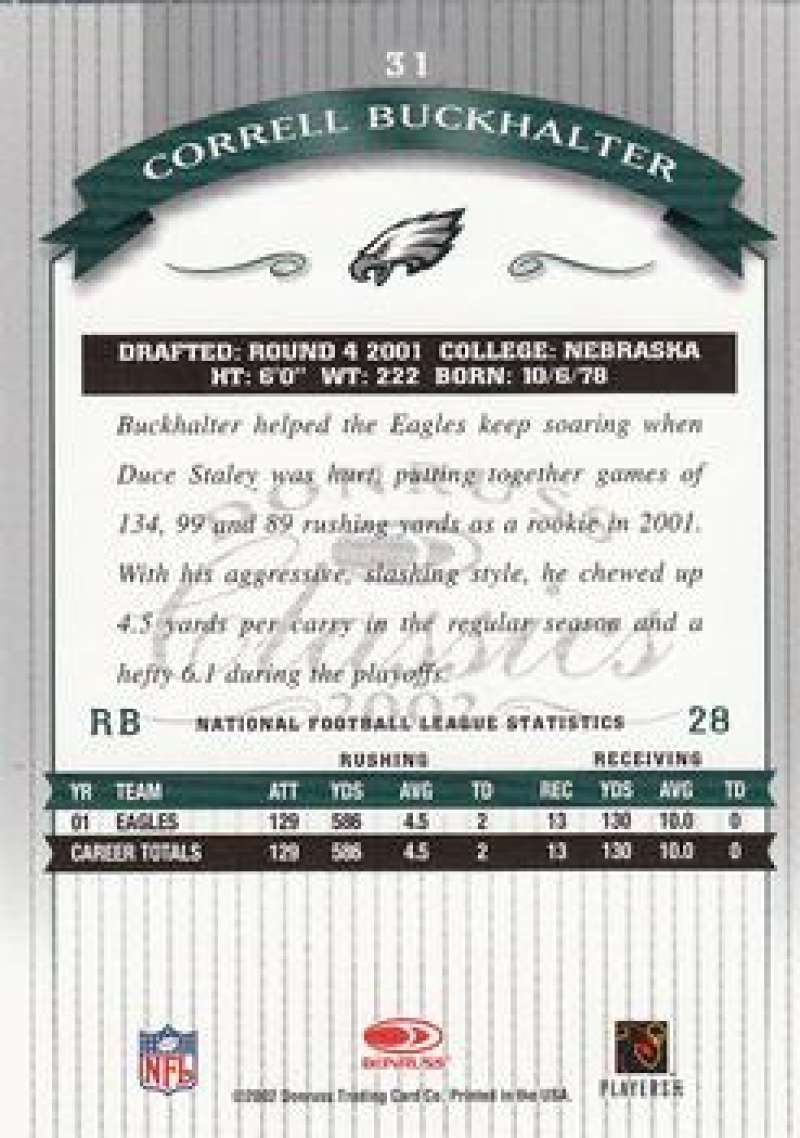 31
CORRELL BUCKHALTER
DRAFTED: ROUND 4 2001 COLLEGE: NEBRASKA
HT: 6'0" WT: 222 BORN: 10/6/78
Buckhalter helped the Eagles keep soaring when
Duce Staley was hurt, putting together games of
134, 99 and 89 rushing yards as a rookie in 2001.
With his aggressive, slashing style, he chewed up
4.5 yards per carry in the regular season and a
hefty 6.1 during the playoffs.
DONRUSS
Classics
2002
RB NATIONAL FOOTBALL LEAGUE STATISTICS 28
RUSHING RECEIVING
YR TEAM ATT YDS AVG TD REC YDS AVG TD
01 EAGLES 129 586 4.5 2 13 130 10.0 0
CAREER TOTALS 129 586 4.5 2 13 130 10.0 0
NFL
DONRUSS
PLAYERS
©2002 Donruss Trading Card Co. Printed in the USA.